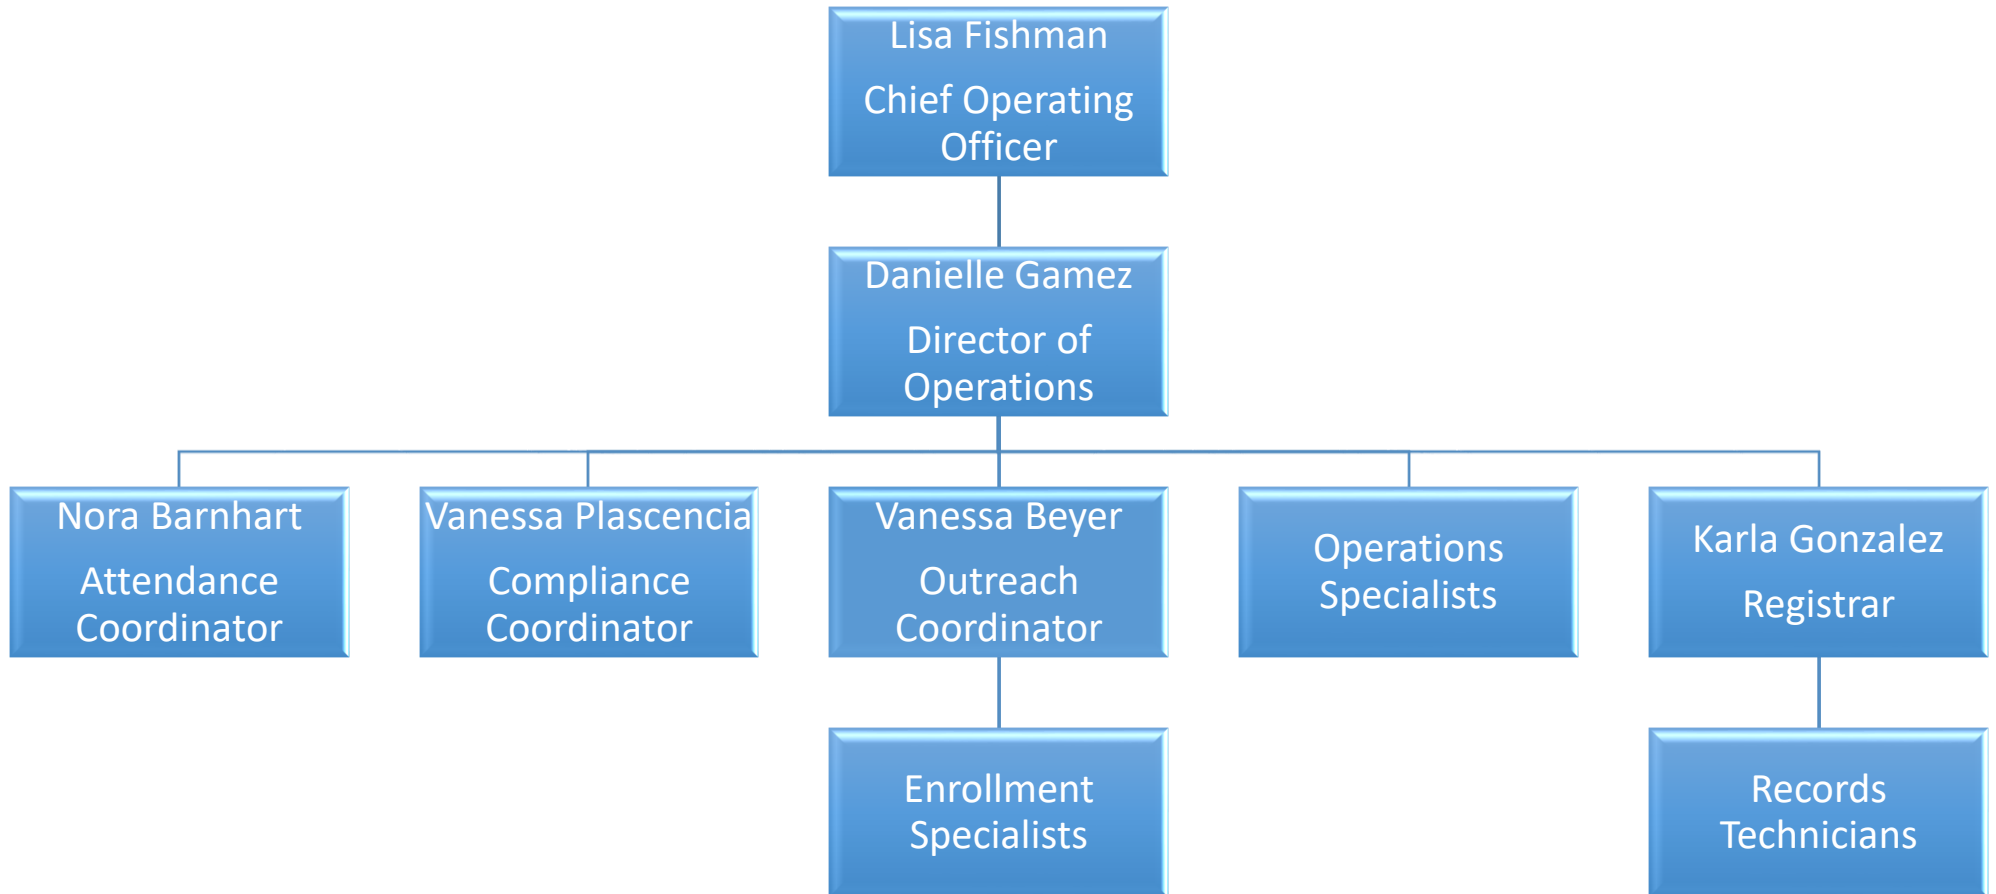 Lisa Fishman
Chief Operating
Officer
Danielle Gamez
Director of
Operations
Nora Barnhart
Attendance
Coordinator
Vanessa Plascencia
Compliance
Coordinator
Vanessa Beyer
Outreach
Coordinator
Operations
Specialists
Karla Gonzalez
Registrar
Enrollment
Specialists
Records
Technicians